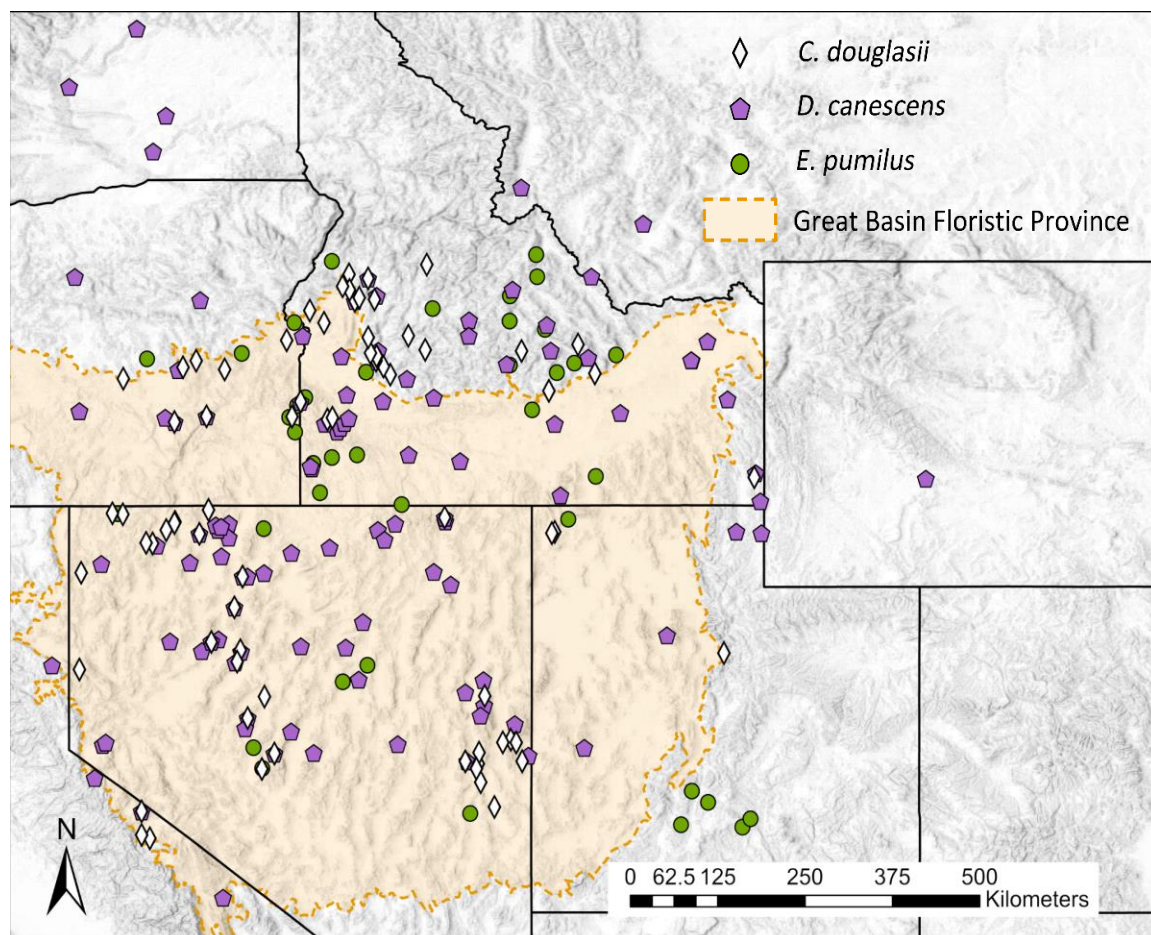 C. douglasii
D. canescens
E. pumilus
Great Basin Floristic Province
N
0 62.5 125 250 375 500
Kilometers